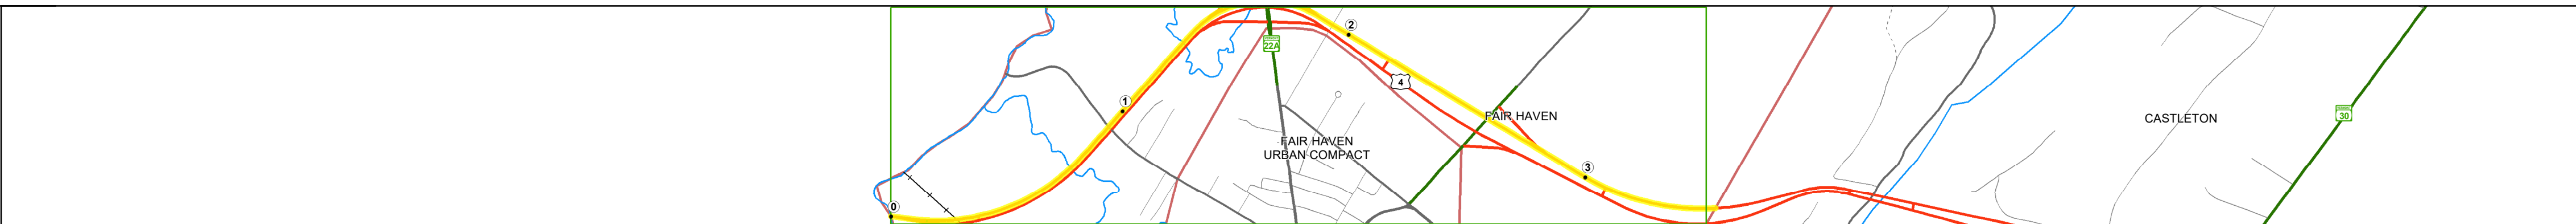 2
22A
4
1
FAIR HAVEN
CASTLETON
30
FAIR HAVEN
URBAN COMPACT
3
0